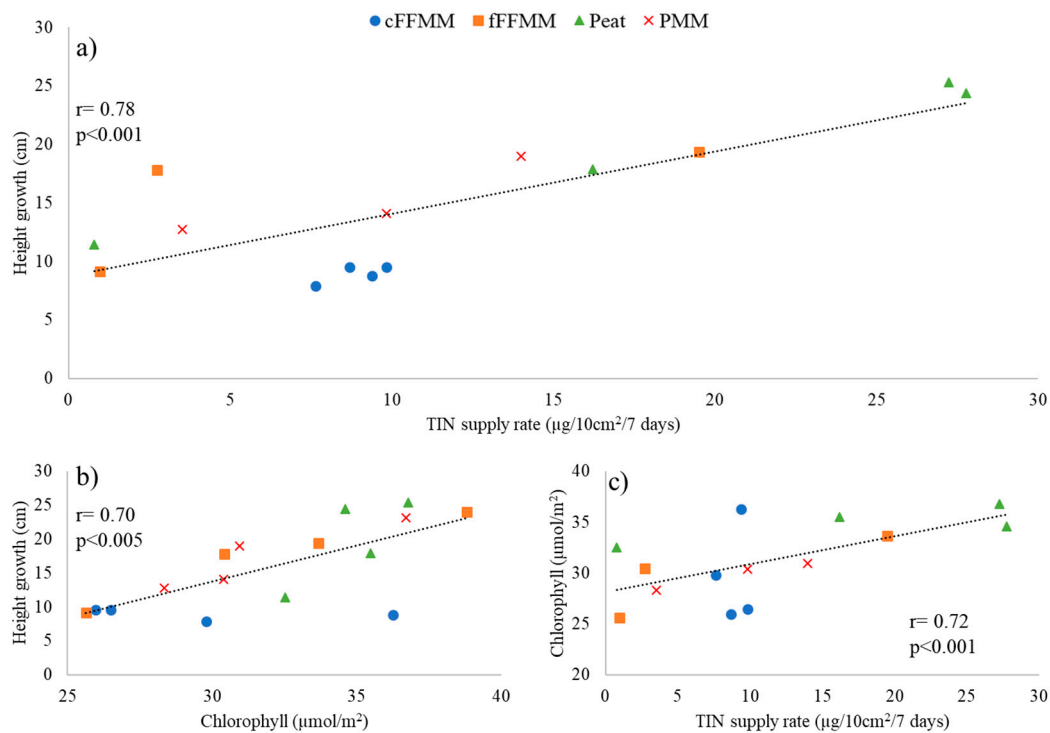 cFFMM fFFMM Peat PMM
a)
r= 0.78
p<0.001
Height growth (cm)
30
25
20
15
10
5
0
0 5 10 15 20 25 30
TIN supply rate (µg/10cm²/7 days)
b)
r= 0.70
p<0.005
Height growth (cm)
30
25
20
15
10
5
0
25 30 35 40
Chlorophyll (µmol/m²)
c)
r= 0.72
p<0.001
Chlorophyll (µmol/m²)
40
35
30
25
20
0 5 10 15 20 25 30
TIN supply rate (µg/10cm²/7 days)